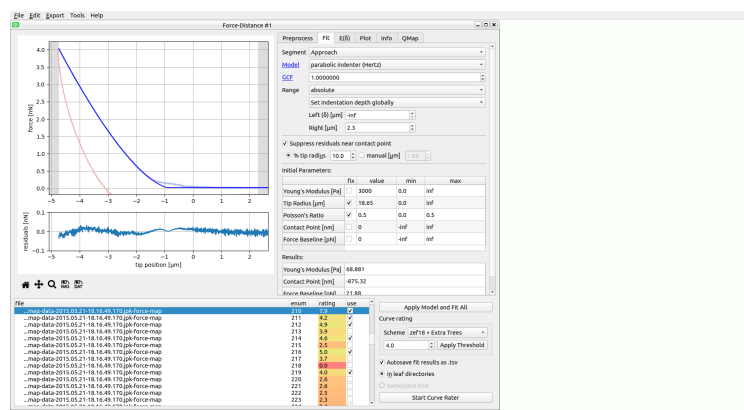 File Edit Export Tools Help
Force-Distance #1
4.0
3.5
3.0
2.5
2.0
1.5
1.0
0.5
0.0
force [nN]
−5 −4 −3 −2 −1 0 1 2
0.1
0.0
−0.1
residuals [nN]
−5 −4 −3 −2 −1 0 1 2
tip position [µm]
Preprocess Fit E(δ) Plot Info QMap
Segment Approach
Model parabolic indenter (Hertz)
GCF 1.0000000
Range absolute
Set indentation depth globally
Left (δ) [µm] -inf
Right [µm] 2.3
Suppress residuals near contact point
% tip radius 10.0 manual [µm] 1.86
Initial Parameters:
fix value min max
Young's Modulus [Pa] 3000 0.0 inf
Tip Radius [µm] 18.65 0.0 inf
Poisson's Ratio 0.5 0.0 0.5
Contact Point [nm] 0 -inf inf
Force Baseline [pN] 0 -inf inf
Results:
Young's Modulus [Pa] 68.881
Contact Point [nm] -875.32
Force Baseline [pN] 21.88
File enum rating use
...map-data-2015.05.21-18.16.49.170.jpk-force-map 210 7.9
...map-data-2015.05.21-18.16.49.170.jpk-force-map 211 4.2
...map-data-2015.05.21-18.16.49.170.jpk-force-map 212 4.9
...map-data-2015.05.21-18.16.49.170.jpk-force-map 213 3.9
...map-data-2015.05.21-18.16.49.170.jpk-force-map 214 4.6
...map-data-2015.05.21-18.16.49.170.jpk-force-map 215 2.5
...map-data-2015.05.21-18.16.49.170.jpk-force-map 216 5.0
...map-data-2015.05.21-18.16.49.170.jpk-force-map 217 3.7
...map-data-2015.05.21-18.16.49.170.jpk-force-map 218 0.0
...map-data-2015.05.21-18.16.49.170.jpk-force-map 219 4.0
...map-data-2015.05.21-18.16.49.170.jpk-force-map 220 2.6
...map-data-2015.05.21-18.16.49.170.jpk-force-map 221 2.6
...map-data-2015.05.21-18.16.49.170.jpk-force-map 222 2.5
...map-data-2015.05.21-18.16.49.170.jpk-force-map 223 2.3
Apply Model and Fit All
Curve rating
Scheme zef18 + Extra Trees
4.0 Apply Threshold
Autosave fit results as .tsv
in leaf directories
someplace else
Start Curve Rater